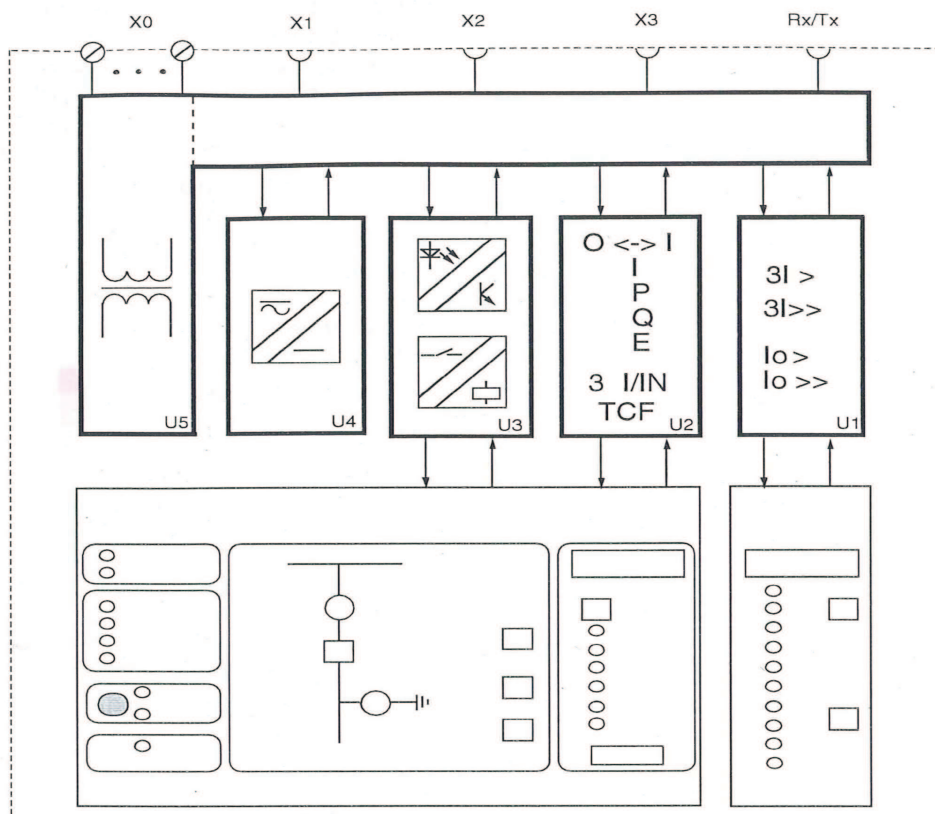 X0 X1 X2 X3 Rx/Tx
O <-> I
I
P
Q
E
3 I/IN
TCF
3I >
3I>>
Io >
Io >>
U5 U4 U3 U2 U1